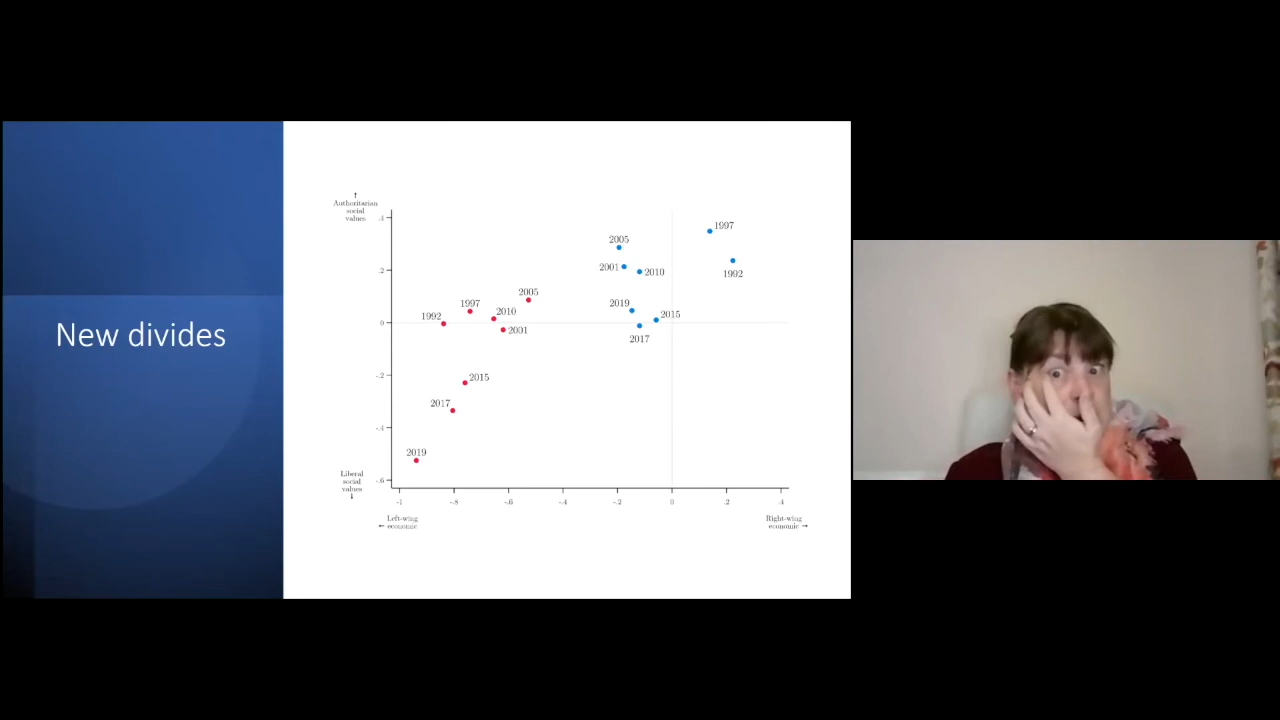 New divides
↑
Authoritarian
social
values
.4
.2
0
-.2
-.4
-.6
Liberal
social
values
↓
1997
2005
1992
2001
2010
2005
1997
2010
1992
2001
2019
2015
2017
2015
2017
2019
-1
-.8
-.6
-.4
-.2
0
.2
.4
Left-wing
← economic
Right-wing
economic →